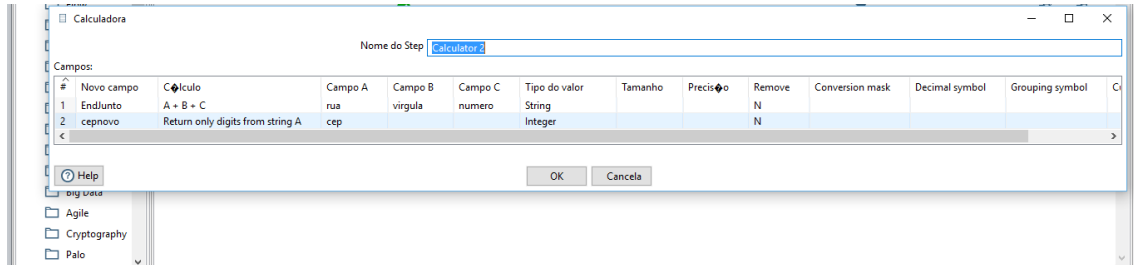 Calculadora
Nome do Step Calculator 2
Campos:
# Novo campo C�lculo Campo A Campo B Campo C Tipo do valor Tamanho Precis�o Remove Conversion mask Decimal symbol Grouping symbol
1 EndJunto A + B + C rua virgula numero String N
2 cepnovo Return only digits from string A cep Integer N
Help OK Cancela
Big Data
Agile
Cryptography
Palo